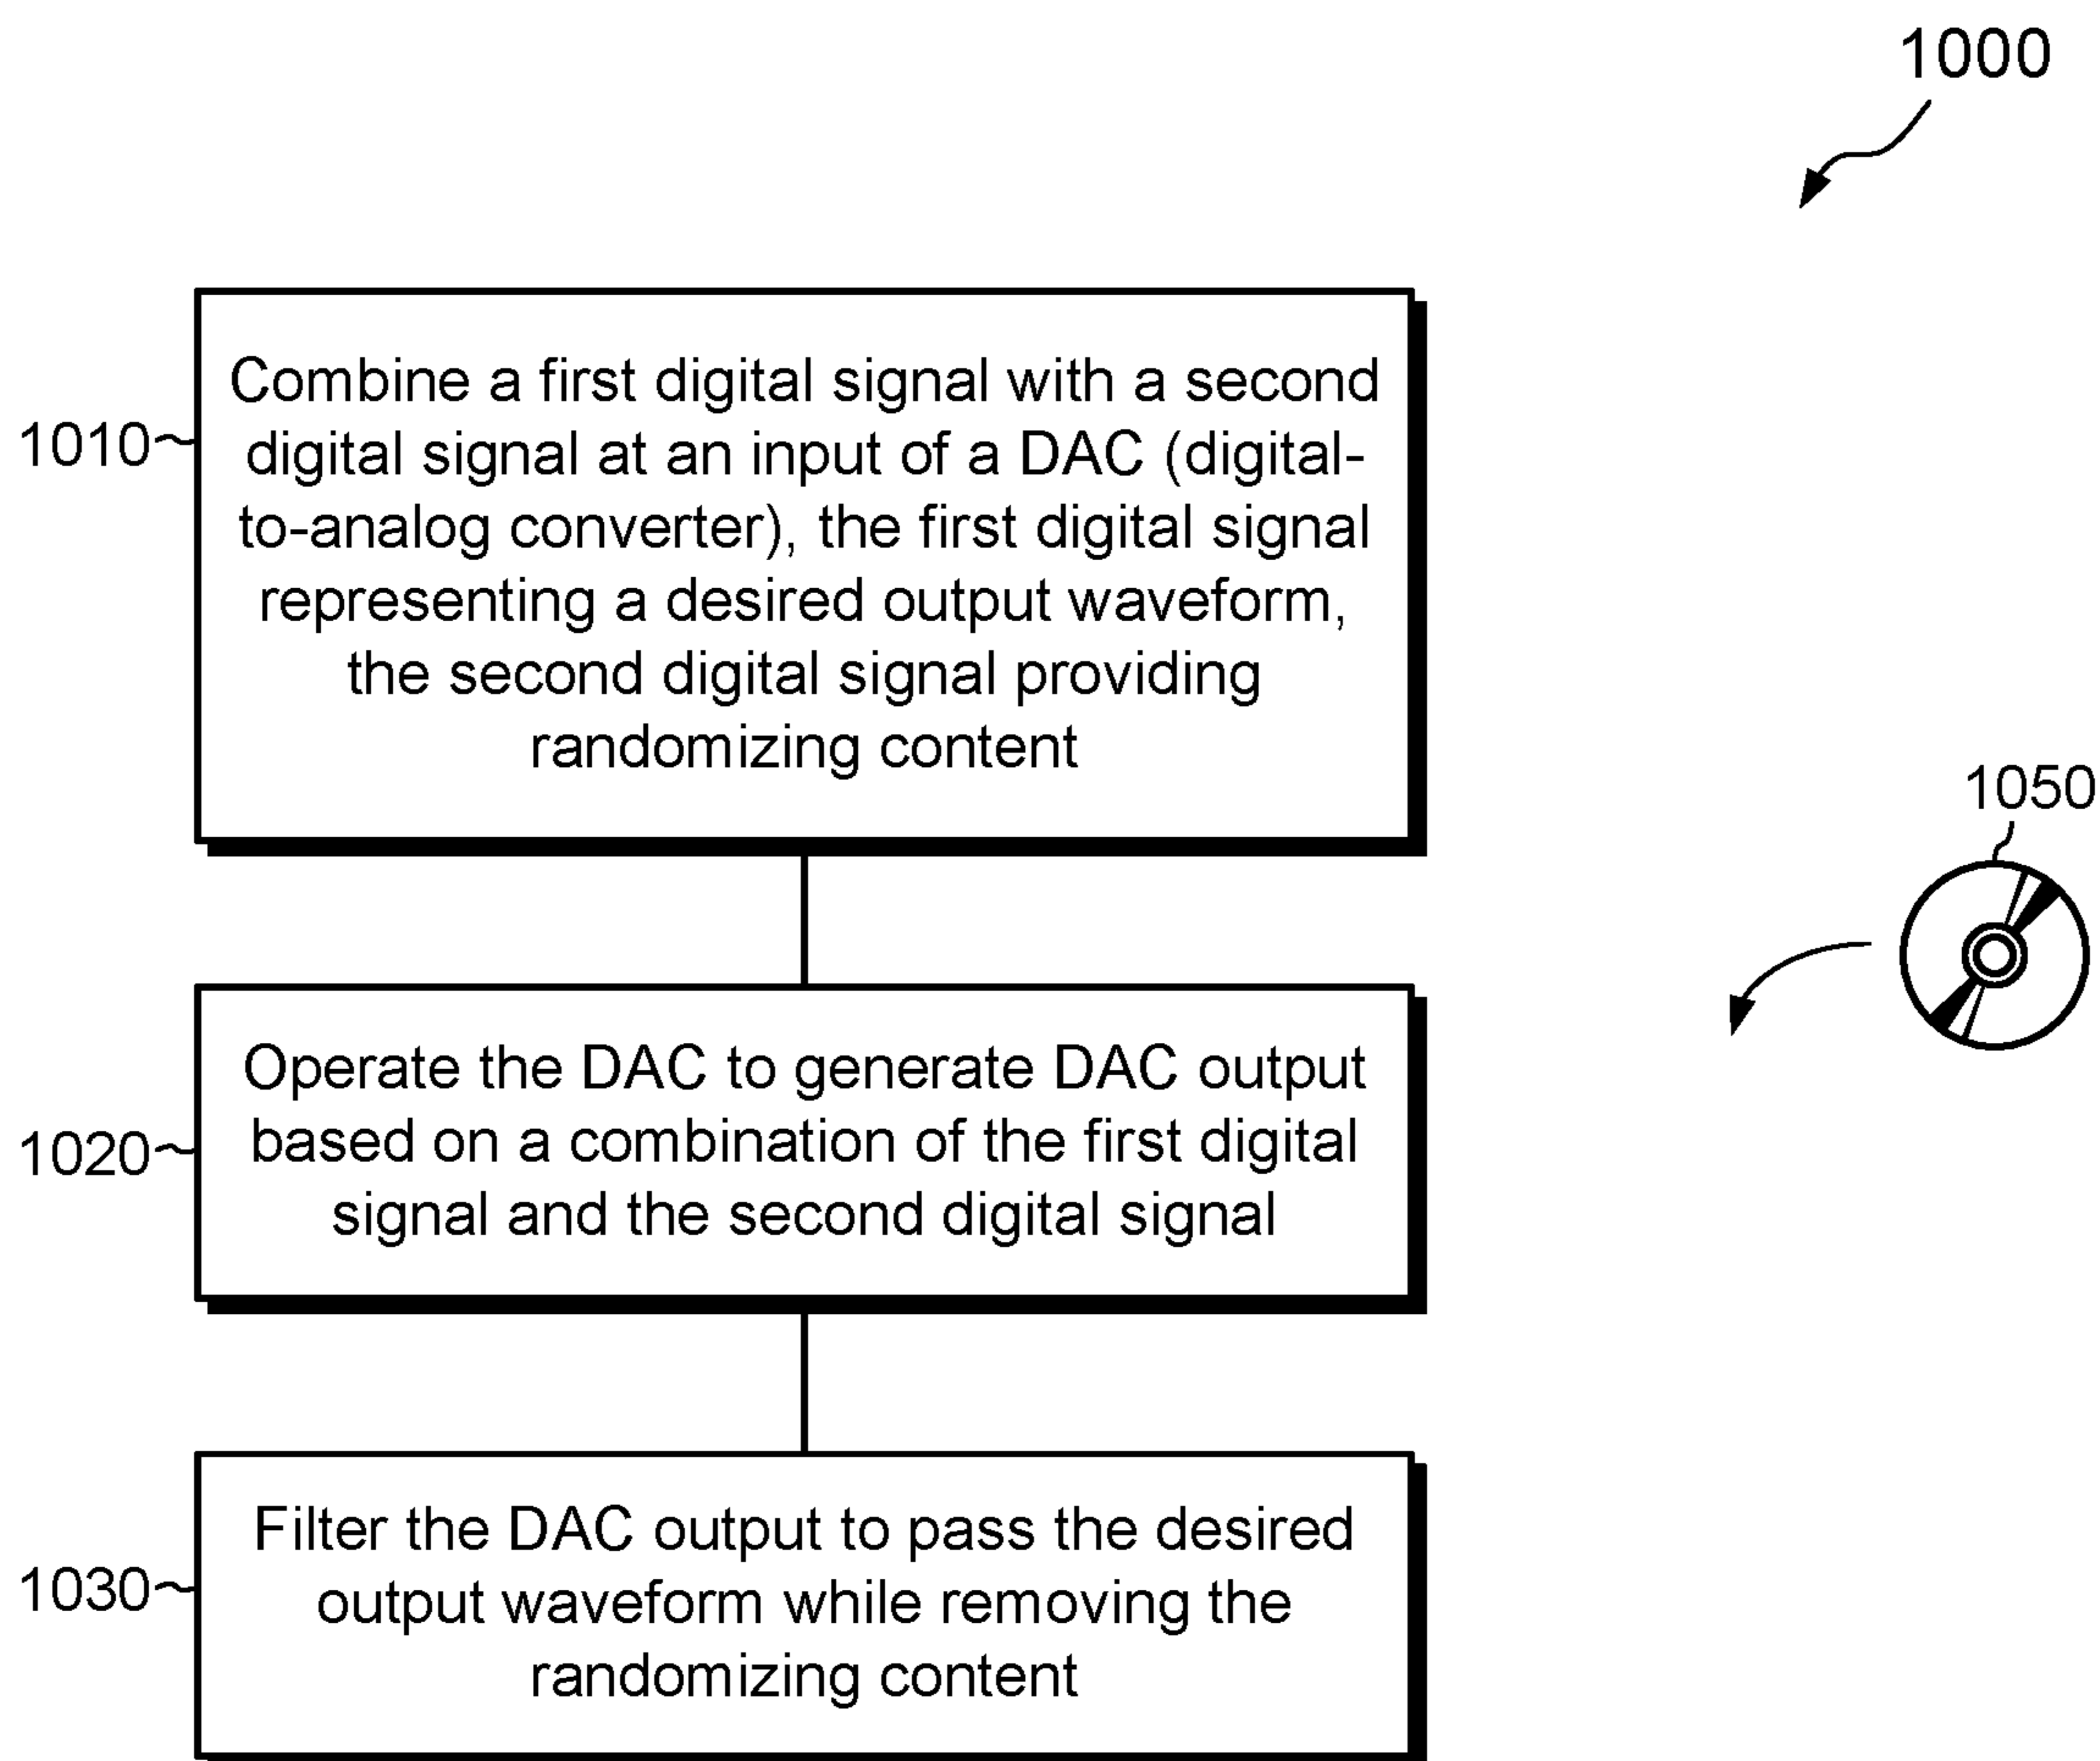 1000
1010
Combine a first digital signal with a second
digital signal at an input of a DAC (digital-
to-analog converter), the first digital signal
representing a desired output waveform,
the second digital signal providing
randomizing content
1050
1020
Operate the DAC to generate DAC output
based on a combination of the first digital
signal and the second digital signal
1030
Filter the DAC output to pass the desired
output waveform while removing the
randomizing content